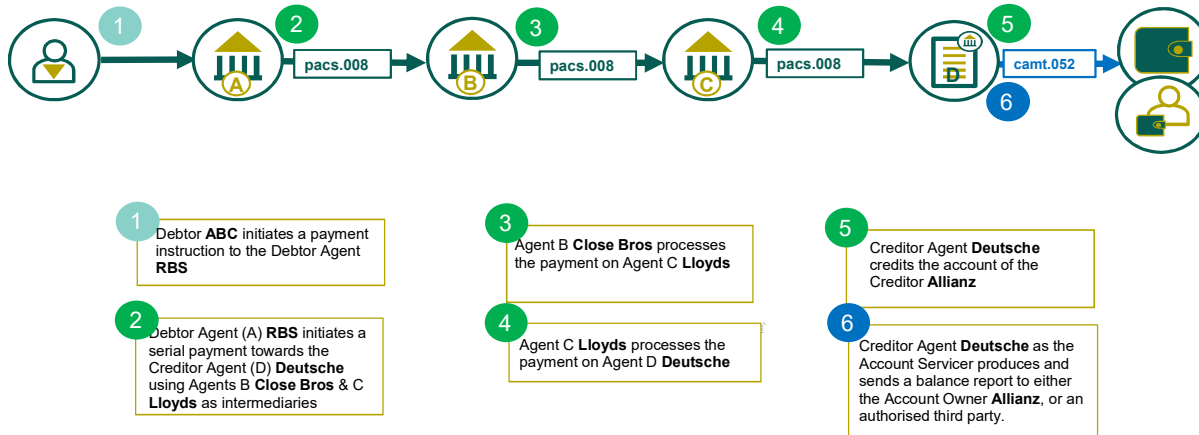 1
2
3
4
5
pacs.008
pacs.008
pacs.008
camt.052
A
B
C
D
6
1
Debtor ABC initiates a payment
instruction to the Debtor Agent
RBS
2
Debtor Agent (A) RBS initiates a
serial payment towards the
Creditor Agent (D) Deutsche
using Agents B Close Bros & C
Lloyds as intermediaries
3
Agent B Close Bros processes
the payment on Agent C Lloyds
4
Agent C Lloyds processes the
payment on Agent D Deutsche
5
Creditor Agent Deutsche
credits the account of the
Creditor Allianz
6
Creditor Agent Deutsche as the
Account Servicer produces and
sends a balance report to either
the Account Owner Allianz, or an
authorised third party.